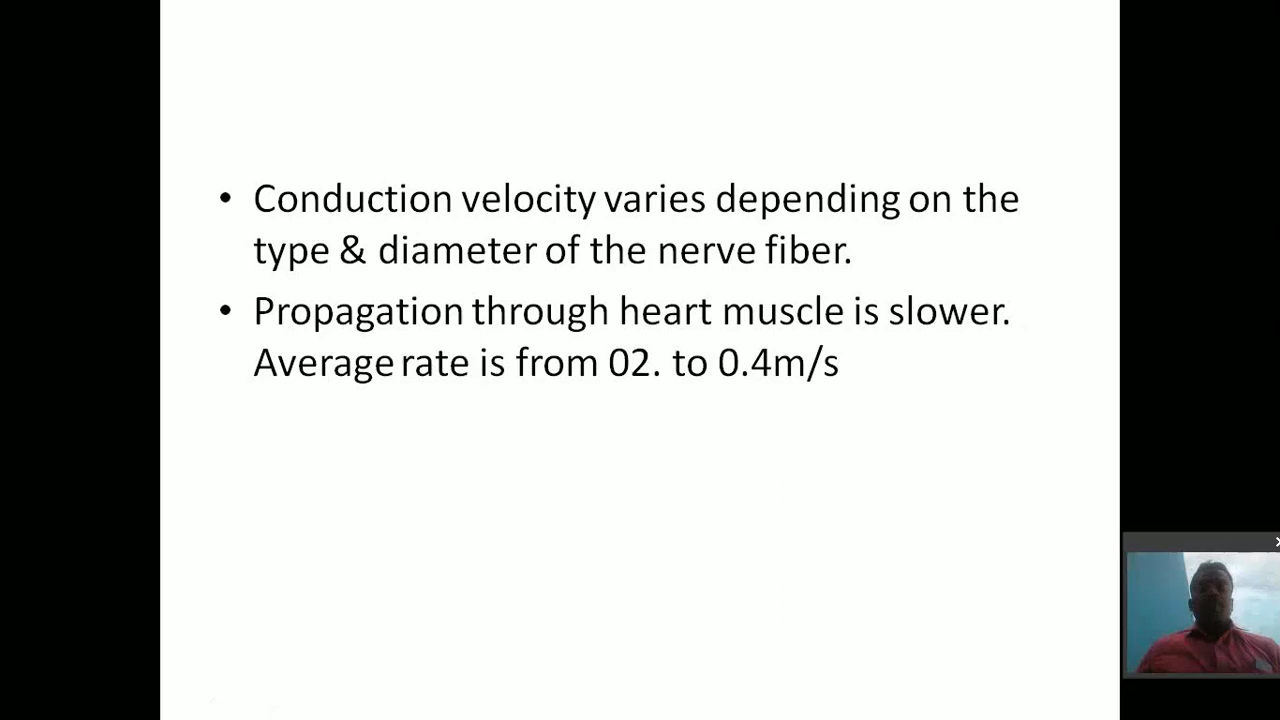 • Conduction velocity varies depending on the
type & diameter of the nerve fiber.
• Propagation through heart muscle is slower.
Average rate is from 02. to 0.4m/s